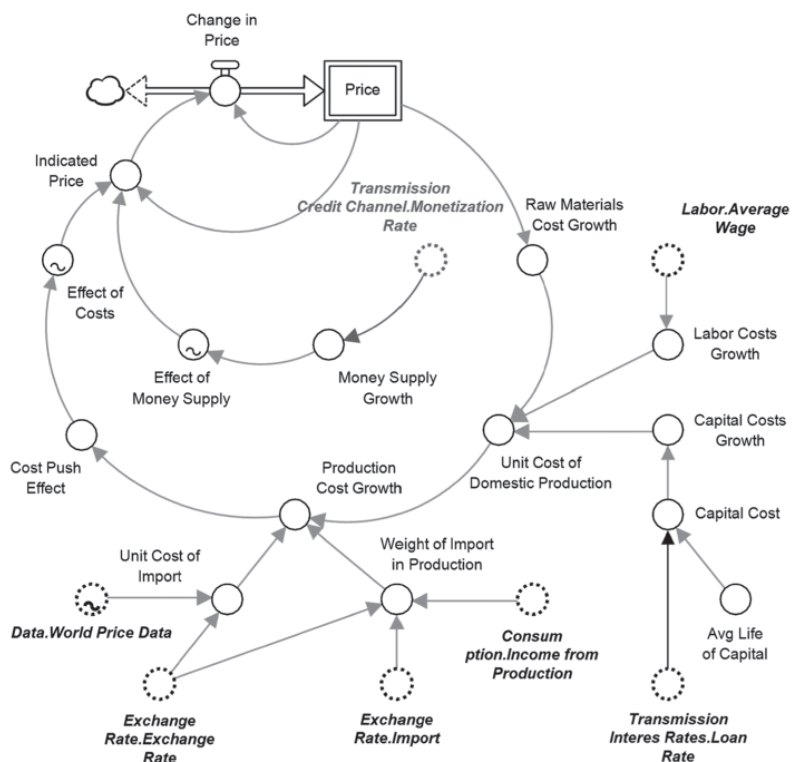 Change in
Price
Price
Indicated
Price
Transmission
Credit Channel.Monetization
Rate
Raw Materials
Cost Growth
Labor.Average
Wage
Effect of
Costs
Effect of
Money Supply
Money Supply
Growth
Labor Costs
Growth
Capital Costs
Growth
Cost Push
Effect
Production
Cost Growth
Unit Cost of
Domestic Production
Capital Cost
Unit Cost of
Import
Weight of Import
in Production
Data.World Price Data
Consum
ption.Income from
Production
Avg Life
of Capital
Exchange
Rate.Exchange
Rate
Exchange
Rate.Import
Transmission
Interes Rates.Loan
Rate